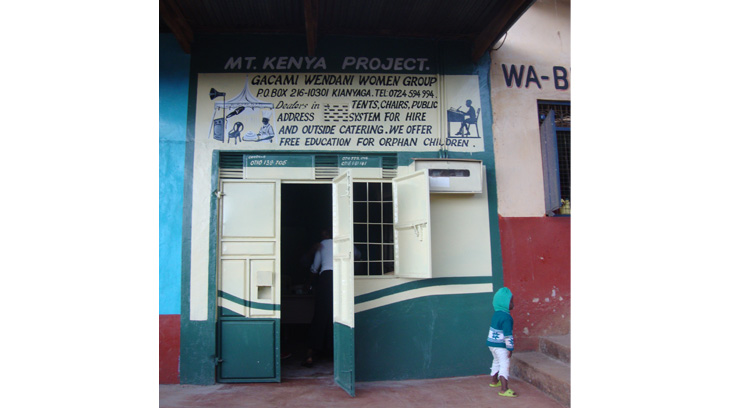 MT. KENYA PROJECT.
GACAMI WENDANI WOMEN GROUP
P.O.BOX 216-10301 KIANYAGA. TEL 0724 594 994.
Dealers in TENTS, CHAIRS, PUBLIC
ADDRESS SYSTEM FOR HIRE
AND OUTSIDE CATERING. WE OFFER
FREE EDUCATION FOR ORPHAN CHILDREN.
WA-B